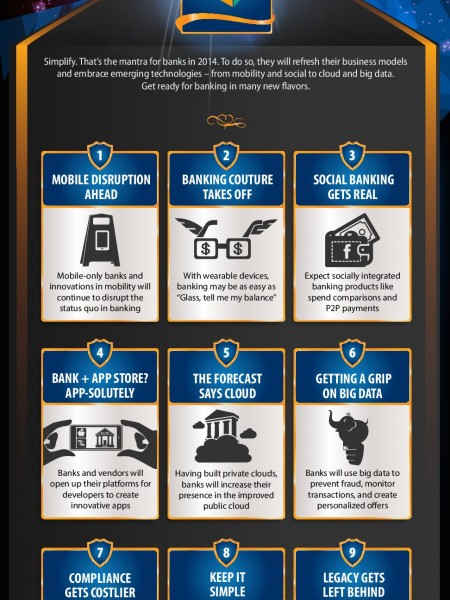 Simplify. That's the mantra for banks in 2014. To do so, they will refresh their business models
and embrace emerging technologies – from mobility and social to cloud and big data.
Get ready for banking in many new flavors.
1
MOBILE DISRUPTION
AHEAD
Mobile-only banks and
innovations in mobility will
continue to disrupt the
status quo in banking
2
BANKING COUTURE
TAKES OFF
$ $
With wearable devices,
banking may be as easy as
“Glass, tell me my balance”
3
SOCIAL BANKING
GETS REAL
f
Expect socially integrated
banking products like
spend comparisons and
P2P payments
4
BANK + APP STORE?
APP-SOLUTELY
Banks and vendors will
open up their platforms for
developers to create
innovative apps
5
THE FORECAST
SAYS CLOUD
Having built private clouds,
banks will increase their
presence in the improved
public cloud
6
GETTING A GRIP
ON BIG DATA
Banks will use big data to
prevent fraud, monitor
transactions, and create
personalized offers
7
COMPLIANCE
GETS COSTLIER
8
KEEP IT
SIMPLE
9
LEGACY GETS
LEFT BEHIND